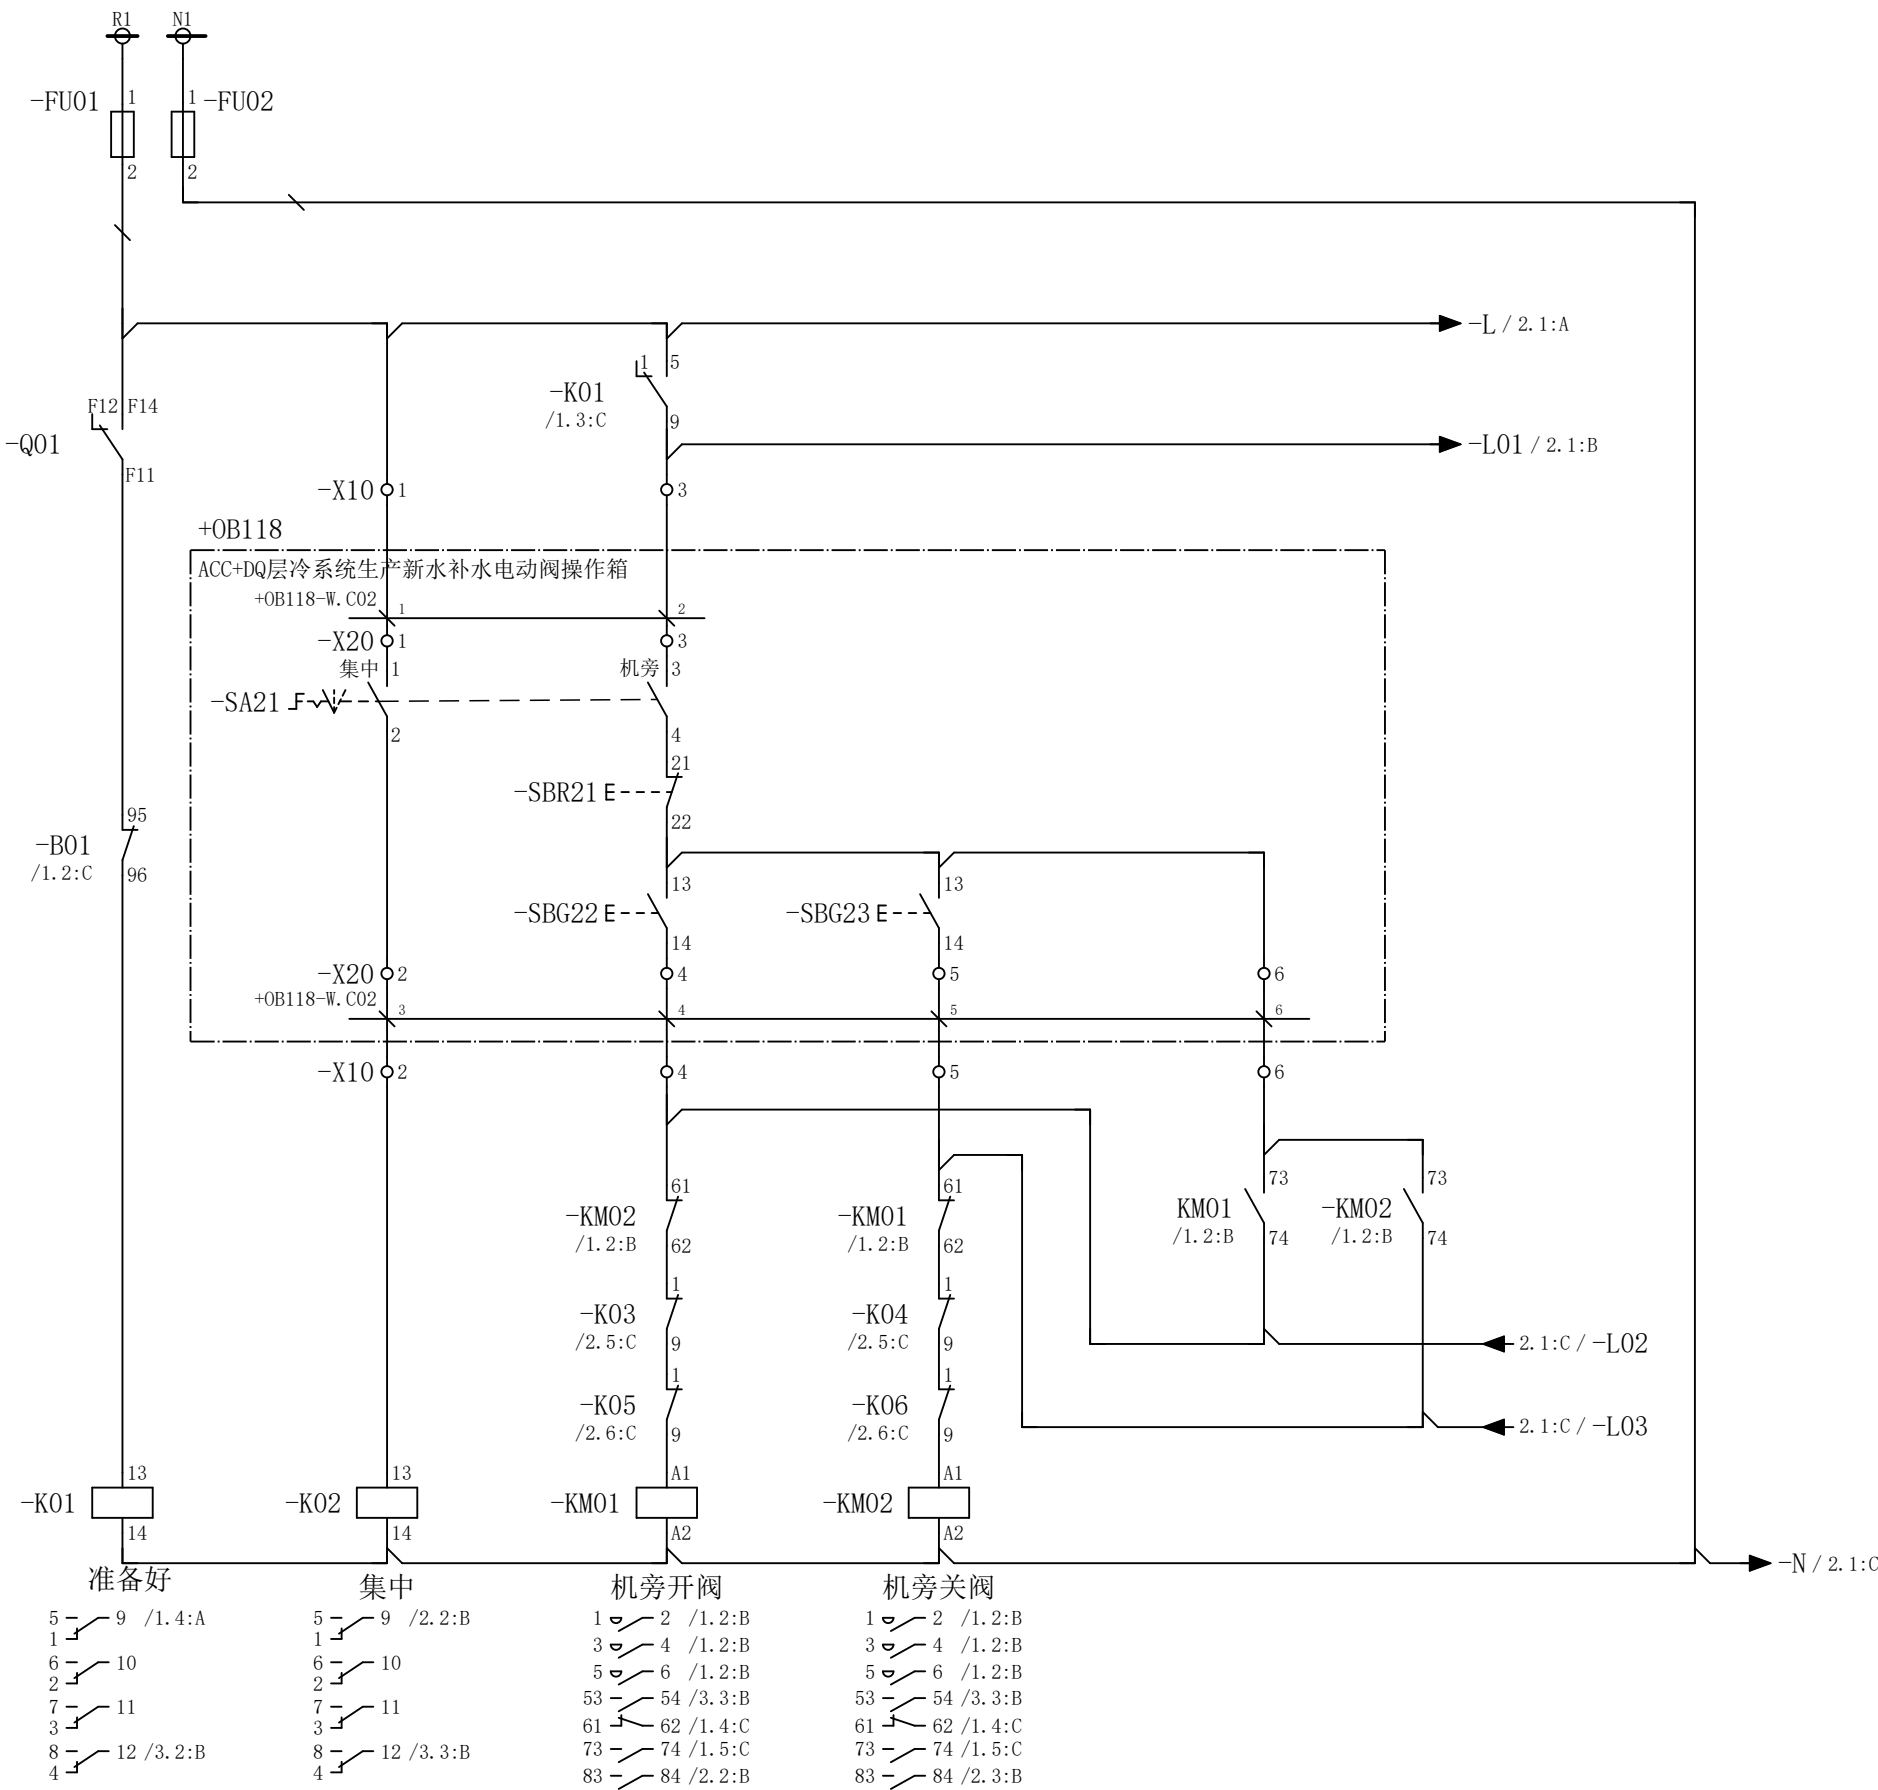 R1 N1
-FU01 1 1 -FU02
2 2
-L / 2.1:A
1 5
-K01
/1.3:C
9
F12 F14
-Q01
F11
-L01 / 2.1:B
-X10 1 3
+OB118
ACC+DQ层冷系统生产新水补水电动阀操作箱
+OB118-W.C02 1 2
-X20 1 3
集中 1 机旁 3
-SA21
2 4
21
-SBR21
22
95
-B01
/1.2:C 96
13 13
-SBG22 -SBG23
14 14
-X20 2 4 5 6
+OB118-W.C02 3 4 5 6
-X10 2 4 5 6
61 61 73 73
-KM02 -KM01 KM01 -KM02
/1.2:B /1.2:B /1.2:B /1.2:B
62 62 74 74
1 1
-K03 -K04
/2.5:C 9 /2.5:C 9
2.1:C / -L02
1 1
-K05 -K06
/2.6:C 9 /2.6:C 9
2.1:C / -L03
13 13 A1 A1
-K01 -K02 -KM01 -KM02
14 14 A2 A2
-N / 2.1:C
准备好 集中 机旁开阀 机旁关阀
5 9 /1.4:A
1
6 10
2
7 11
3
8 12 /3.2:B
4
5 9 /2.2:B
1
6 10
2
7 11
3
8 12 /3.3:B
4
1 2 /1.2:B
3 4 /1.2:B
5 6 /1.2:B
53 54 /3.3:B
61 62 /1.4:C
73 74 /1.5:C
83 84 /2.2:B
1 2 /1.2:B
3 4 /1.2:B
5 6 /1.2:B
53 54 /3.3:B
61 62 /1.4:C
73 74 /1.5:C
83 84 /2.3:B